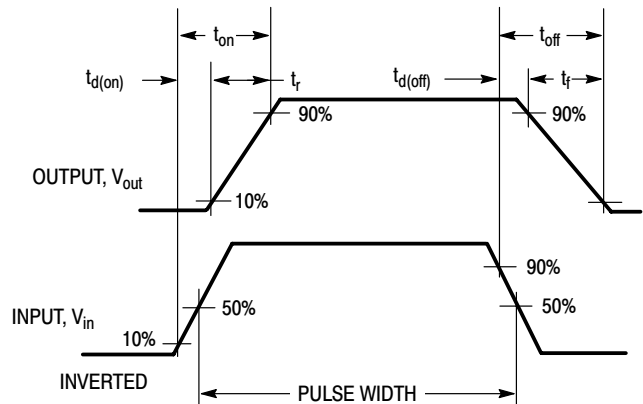 t_on t_off
t_d(on) t_r t_d(off) t_f
90% 90%
OUTPUT, V_out
10%
90%
50% 50%
INPUT, V_in
10%
INVERTED
PULSE WIDTH